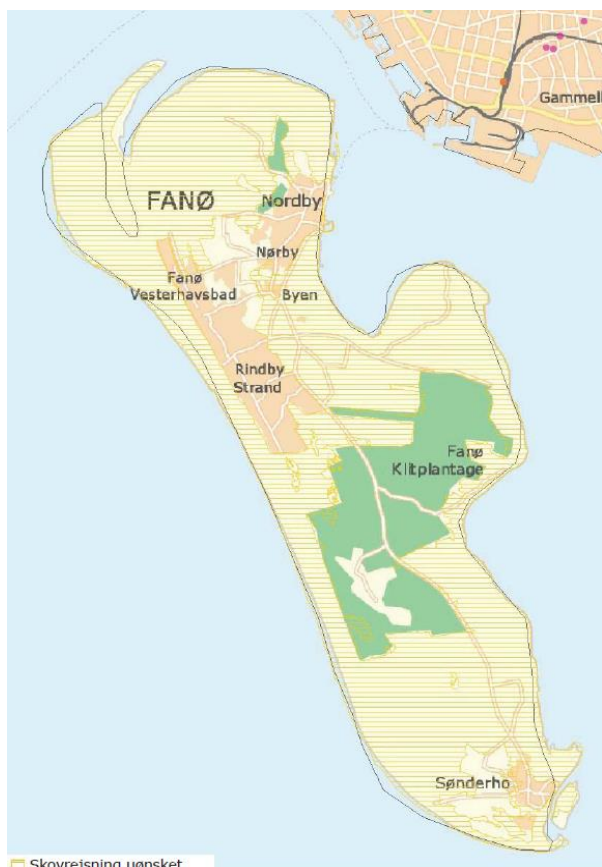 Gammel
FANØ
Nordby
Nørby
Fanø
Vesterhavsbad
Byen
Rindby
Strand
Fanø
Klitplantage
Sønderho
Skovrejsning uønsket